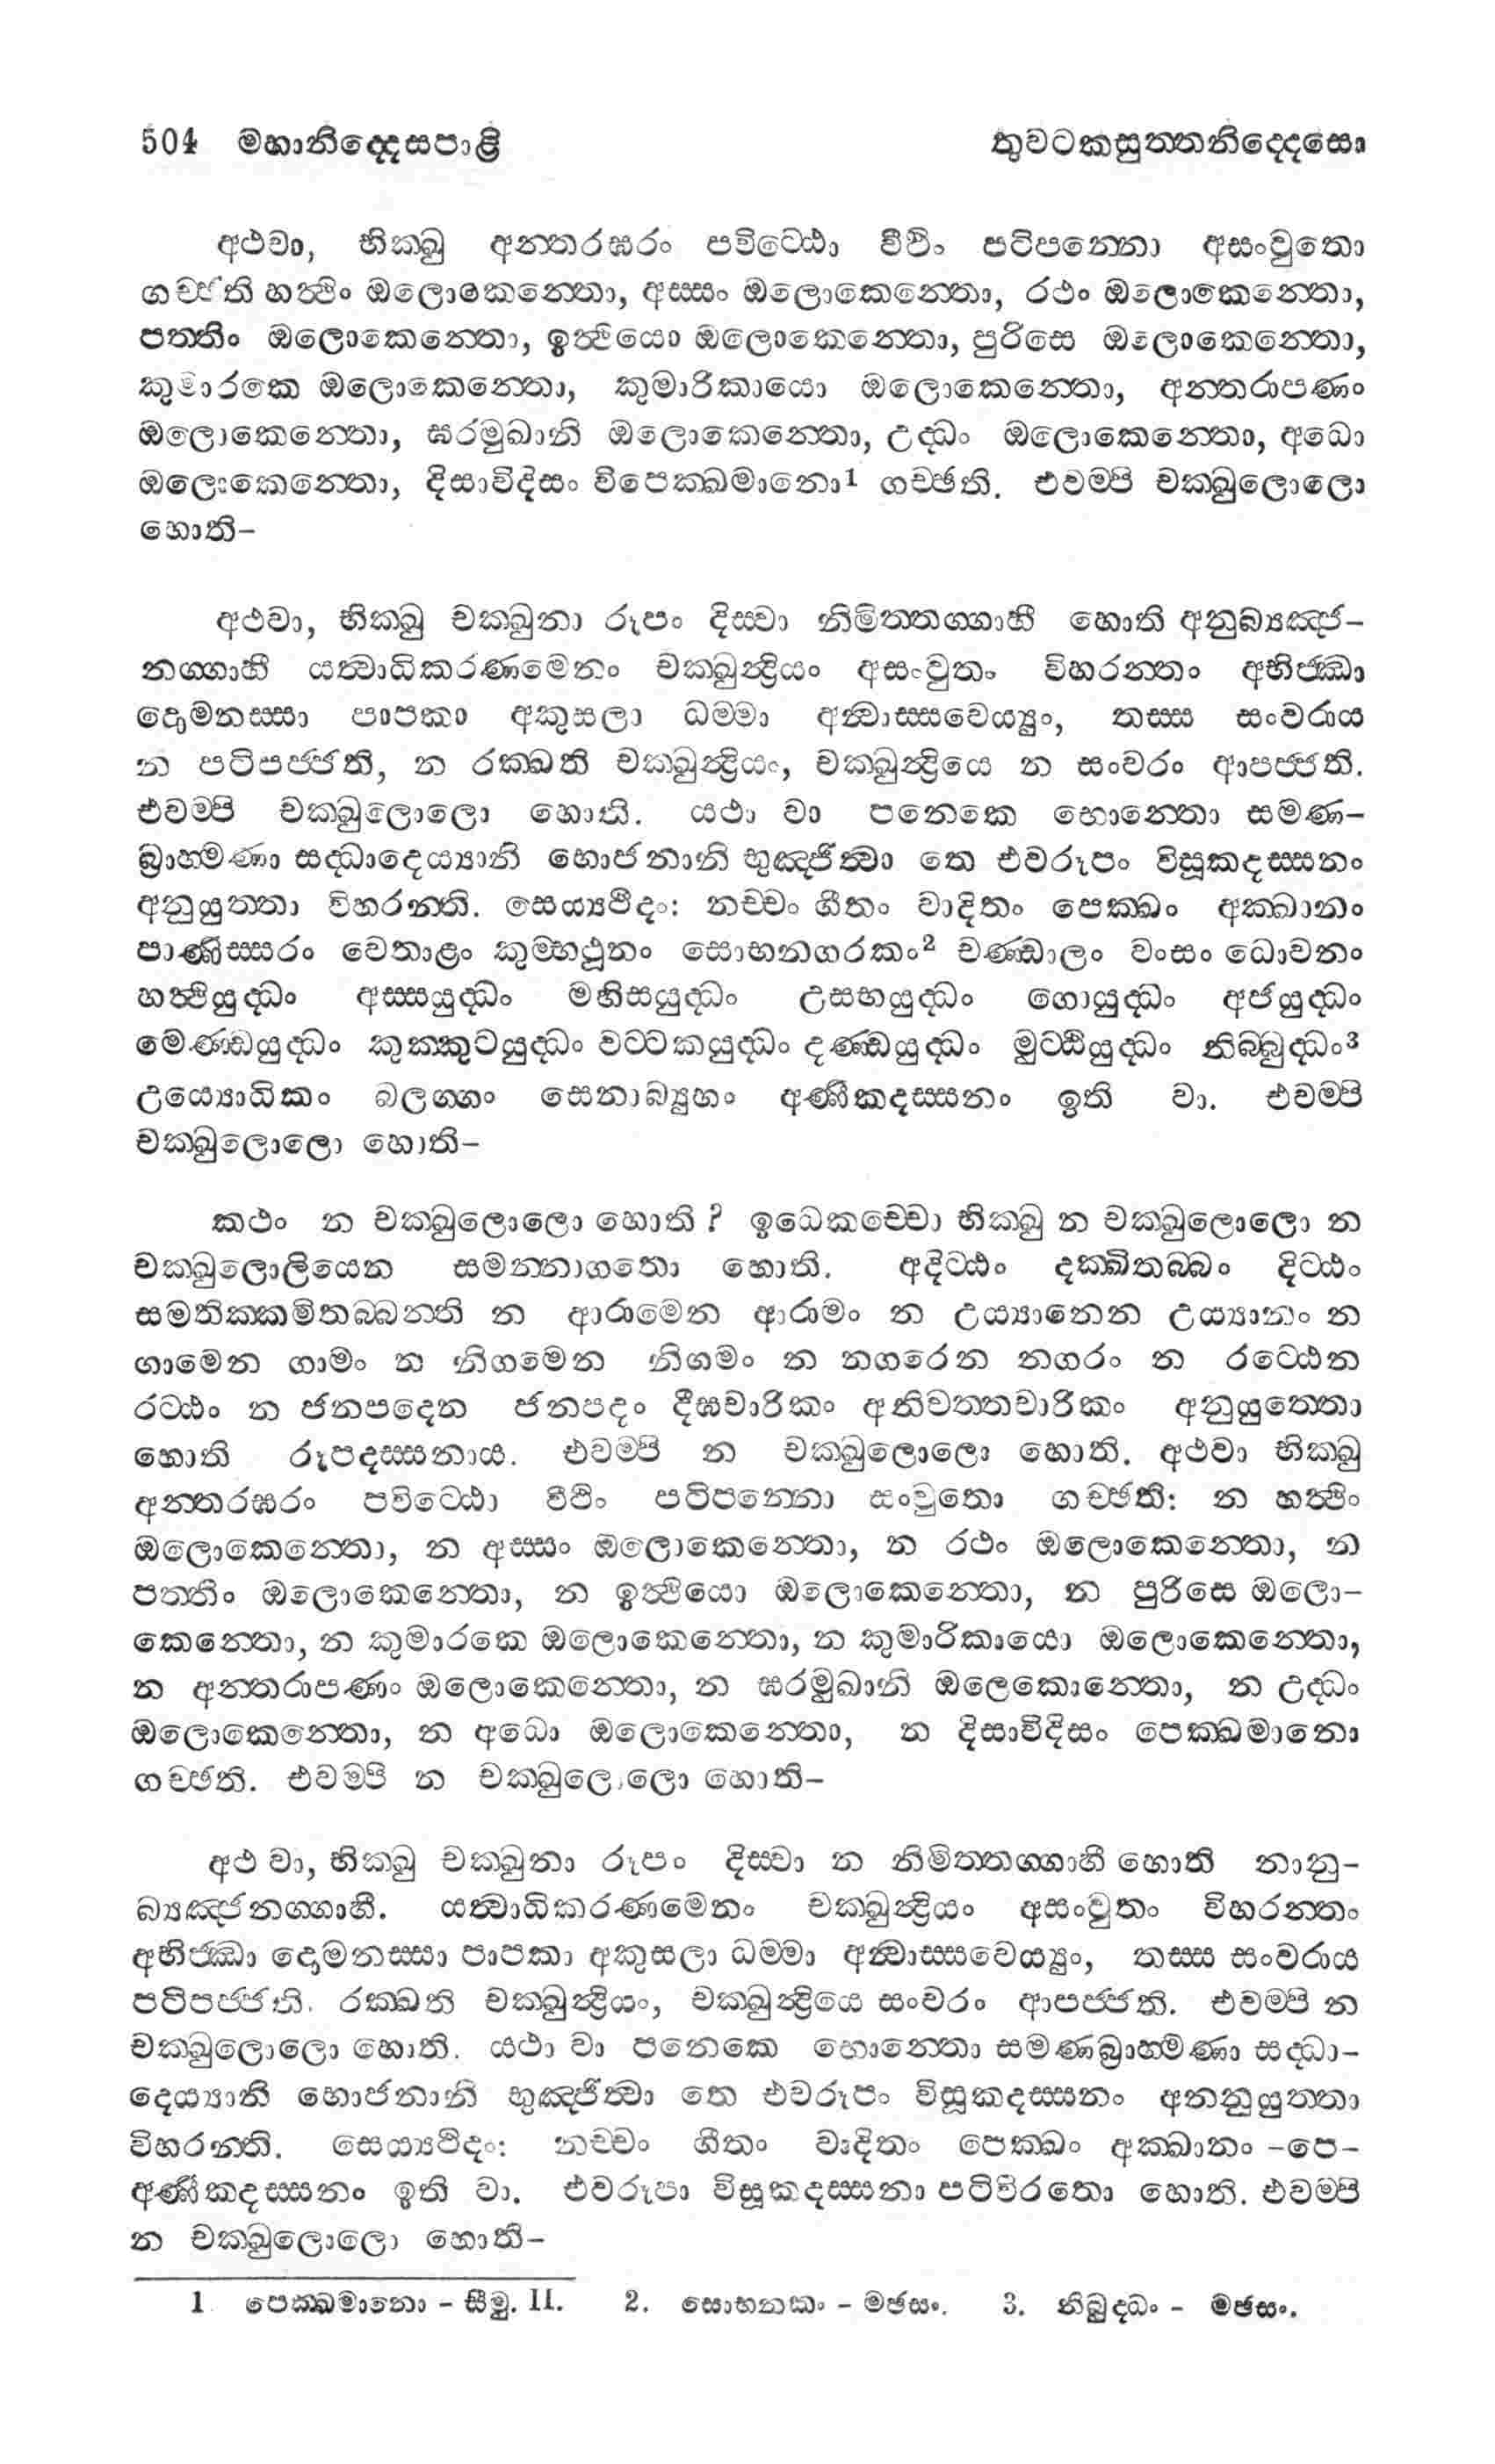 504 මහානිද්දෙසපාළි තුවටකසුත්තනිද්දෙසො
අථවා, භික්ඛු අන්තරඝරං පවිට්ඨො වීථිං පටිපන්නො අසංවුතො
ගච්ඡති හත්ථිං ඔලොකෙන්තො, අස්සං ඔලොකෙන්තො, රථං ඔලොකෙන්තො,
පත්තිං ඔලොකෙන්තො, ඉත්ථියො ඔලොකෙන්තො, පුරිසෙ ඔලොකෙන්තො,
කුමාරකෙ ඔලොකෙන්තො, කුමාරිකායො ඔලොකෙන්තො, අන්තරාපණං
ඔලොකෙන්තො, ඝරමුඛානි ඔලොකෙන්තො, උද්ධං ඔලොකෙන්තො, අධො
ඔලොකෙන්තො, දිසාවිදිසං විපෙක්ඛමානො¹ ගච්ඡති. එවම්පි චක්ඛුලොලො
හොති–
අථවා, භික්ඛු චක්ඛුනා රූපං දිස්වා නිමිත්තග්ගාහී හොති අනුබ්‍යඤ්ජ–
නග්ගාහී යත්වාධිකරණමෙනං චක්ඛුන්ද්‍රියං අසංවුතං විහරන්තං අභිජ්ඣා
දොමනස්සා පාපකා අකුසලා ධම්මා අන්වාස්සවෙය්‍යුං, තස්ස සංවරාය
න පටිපජ්ජති, න රක්ඛති චක්ඛුන්ද්‍රියං, චක්ඛුන්ද්‍රියෙ න සංවරං ආපජ්ජති.
එවම්පි චක්ඛුලොලො හොති. යථා වා පනෙකෙ භොන්තො සමණ–
බ්‍රාහ්මණා සද්ධාදෙය්‍යානි භොජනානි භුඤ්ජිත්වා තෙ එවරූපං විසූකදස්සනං
අනුයුත්තා විහරන්ති. සෙය්‍යථිදං: නච්චං ගීතං වාදිතං පෙක්ඛං අක්ඛානං
පාණිස්සරං වෙතාළං කුම්භථූනං සොභනගරකං² චණ්ඩාලං වංසං ධොවනං
හත්ථියුද්ධං අස්සයුද්ධං මහිසයුද්ධං උසභයුද්ධං ගොයුද්ධං අජයුද්ධං
මෙණ්ඩයුද්ධං කුක්කුටයුද්ධං වට්ටකයුද්ධං දණ්ඩයුද්ධං මුට්ඨියුද්ධං නිබ්බුද්ධං³
උය්‍යොධිකං බලග්ගං සෙනාබ්‍යූහං අණීකදස්සනං ඉති වා. එවම්පි
චක්ඛුලොලො හොති–
කථං න චක්ඛුලොලො හොති? ඉධෙකච්චො භික්ඛු න චක්ඛුලොලො න
චක්ඛුලොලියෙන සමන්නාගතො හොති. අදිට්ඨං දක්ඛිතබ්බං දිට්ඨං
සමතික්කමිතබ්බන්ති න ආරාමෙන ආරාමං න උය්‍යානෙන උය්‍යානං න
ගාමෙන ගාමං න නිගමෙන නිගමං න නගරෙන නගරං න රට්ඨෙන
රට්ඨං න ජනපදෙන ජනපදං දීඝචාරිකං අනිවත්තචාරිකං අනුයුත්තො
හොති රූපදස්සනාය. එවම්පි න චක්ඛුලොලො හොති. අථවා භික්ඛු
අන්තරඝරං පවිට්ඨො වීථිං පටිපන්නො සංවුතො ගච්ඡති: න හත්ථිං
ඔලොකෙන්තො, න අස්සං ඔලොකෙන්තො, න රථං ඔලොකෙන්තො, න
පත්තිං ඔලොකෙන්තො, න ඉත්ථියො ඔලොකෙන්තො, න පුරිසෙ ඔලො–
කෙන්තො, න කුමාරකෙ ඔලොකෙන්තො, න කුමාරිකායො ඔලොකෙන්තො,
න අන්තරාපණං ඔලොකෙන්තො, න ඝරමුඛානි ඔලෙකොන්තො, න උද්ධං
ඔලොකෙන්තො, න අධො ඔලොකෙන්තො, න දිසාවිදිසං පෙක්ඛමානො
ගච්ඡති. එවම්පි න චක්ඛුලොලො හොති–
අථ වා, භික්ඛු චක්ඛුනා රූපං දිස්වා න නිමිත්තග්ගාහී හොති නානු–
බ්‍යඤ්ජනග්ගාහී. යත්වාධිකරණමෙනං චක්ඛුන්ද්‍රියං අසංවුතං විහරන්තං
අභිජ්ඣා දොමනස්සා පාපකා අකුසලා ධම්මා අන්වාස්සවෙය්‍යුං, තස්ස සංවරාය
පටිපජ්ජති. රක්ඛති චක්ඛුන්ද්‍රියං, චක්ඛුන්ද්‍රියෙ සංවරං ආපජ්ජති. එවම්පි න
චක්ඛුලොලො හොති. යථා වා පනෙකෙ භොන්තො සමණබ්‍රාහ්මණා සද්ධා–
දෙය්‍යානි භොජනානි භුඤ්ජිත්වා තෙ එවරූපං විසූකදස්සනං අනනුයුත්තා
විහරන්ති. සෙය්‍යථිදං: නච්චං ගීතං වාදිතං පෙක්ඛං අක්ඛානං –පෙ–
අණීකදස්සනං ඉති වා. එවරූපා විසූකදස්සනා පටිවිරතො හොති. එවම්පි
න චක්ඛුලොලො හොති–
1. පෙක්ඛමානො – සීමු. II. 2. සොභනකං – මඡසං. 3. නිබ්‍බුද්ධං – මඡසං.